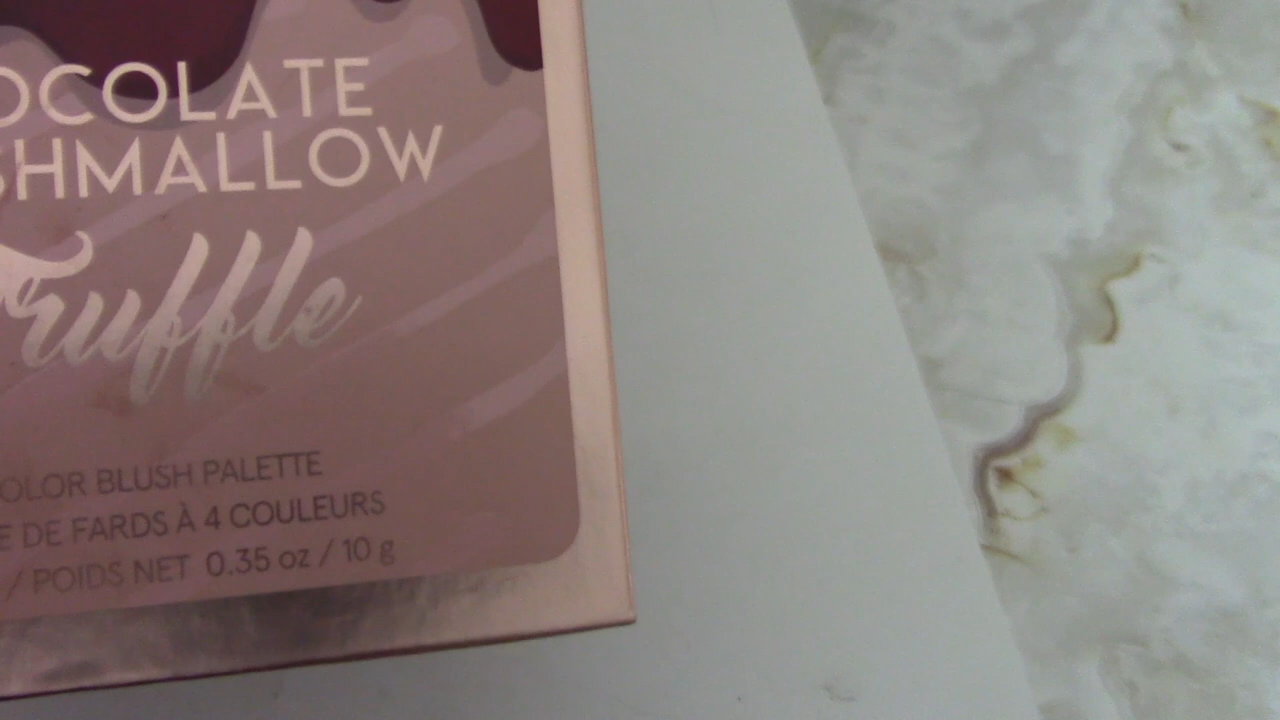 OCOLATE
SHMALLOW
Truffle
OLOR BLUSH PALETTE
E DE FARDS À 4 COULEURS
/ POIDS NET 0.35 oz / 10 g